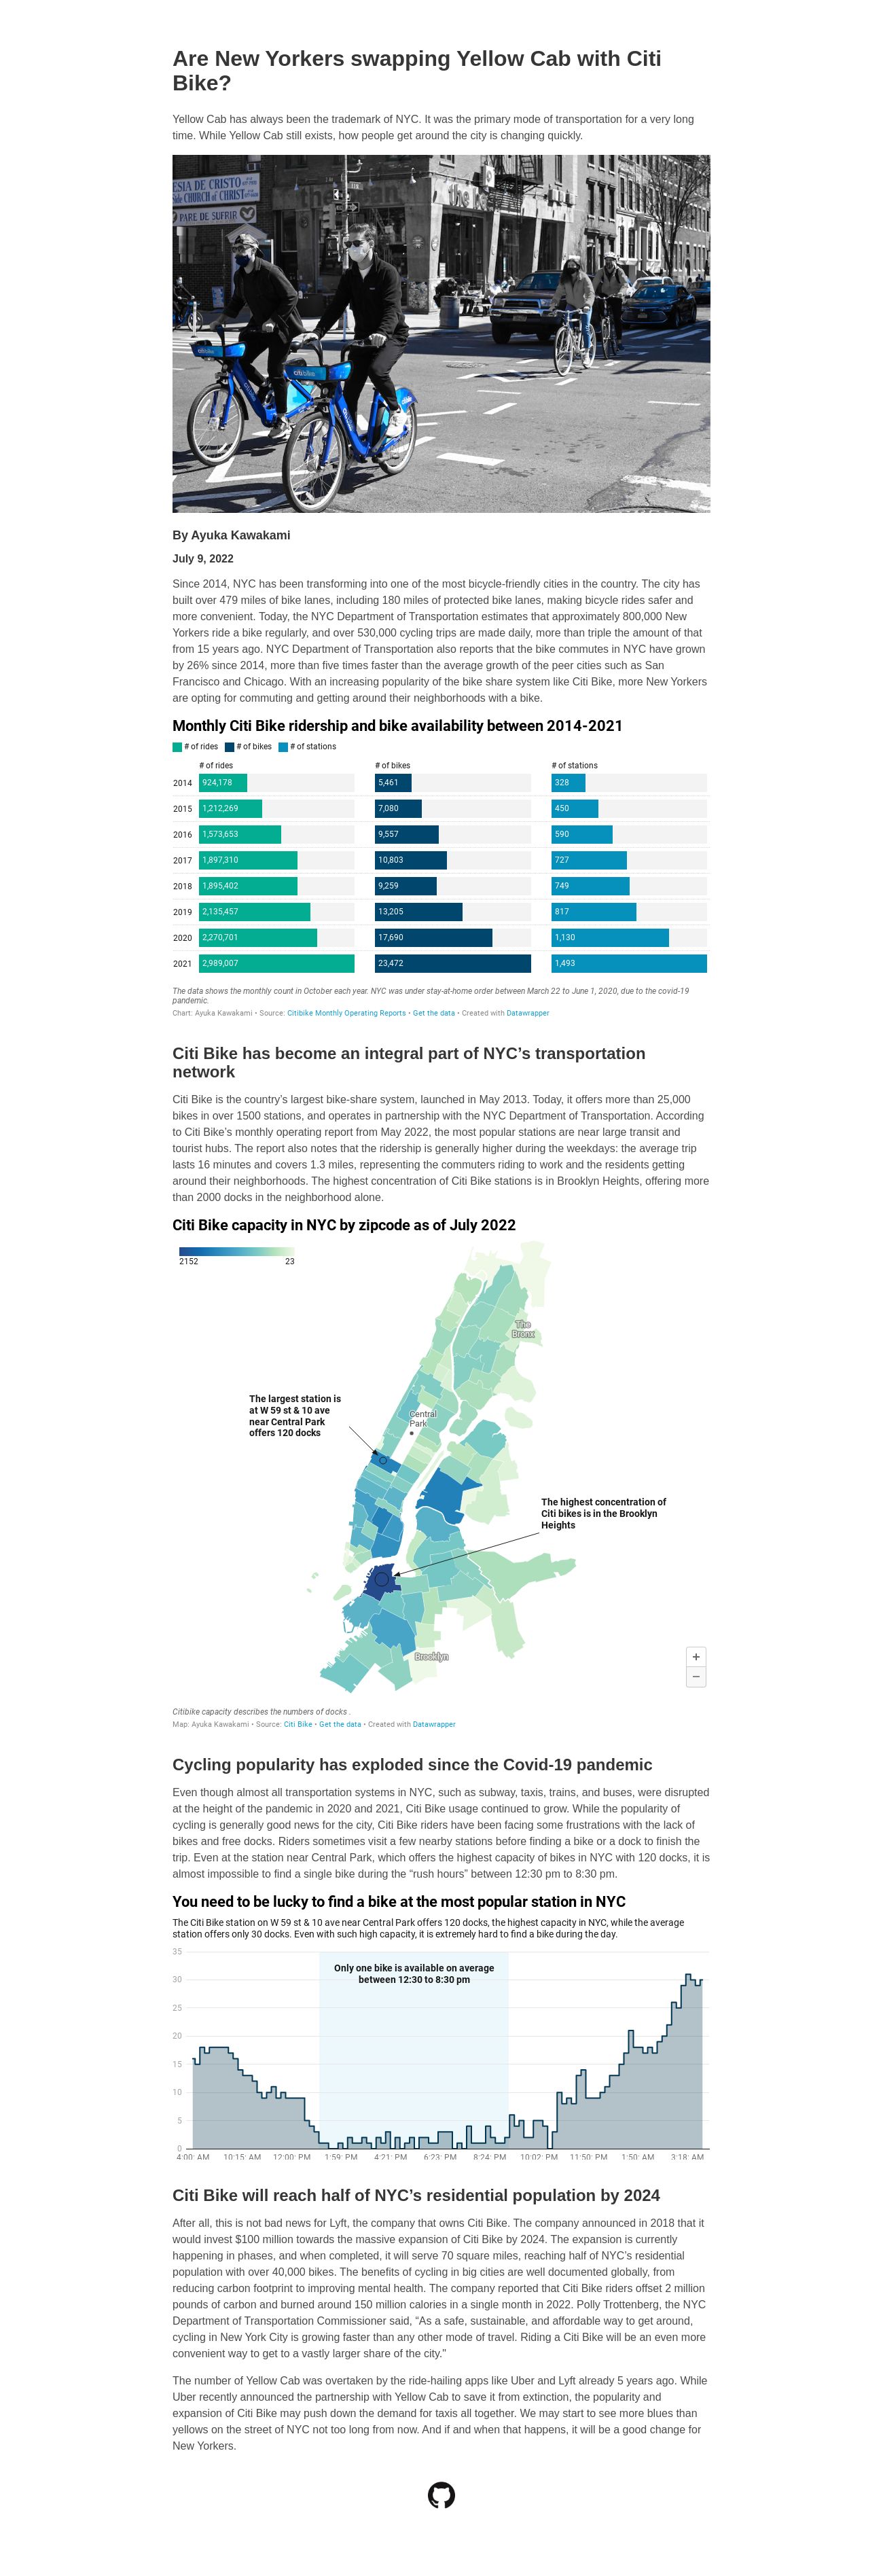 Are New Yorkers swapping Yellow Cab with Citi
Bike?
Yellow Cab has always been the trademark of NYC. It was the primary mode of transportation for a very long
time. While Yellow Cab still exists, how people get around the city is changing quickly.
ESIA DE CRISTO
CHURCH of CHRIST
PARE DE SUFRIR
citibike
citibike
By Ayuka Kawakami
July 9, 2022
Since 2014, NYC has been transforming into one of the most bicycle-friendly cities in the country. The city has
built over 479 miles of bike lanes, including 180 miles of protected bike lanes, making bicycle rides safer and
more convenient. Today, the NYC Department of Transportation estimates that approximately 800,000 New
Yorkers ride a bike regularly, and over 530,000 cycling trips are made daily, more than triple the amount of that
from 15 years ago. NYC Department of Transportation also reports that the bike commutes in NYC have grown
by 26% since 2014, more than five times faster than the average growth of the peer cities such as San
Francisco and Chicago. With an increasing popularity of the bike share system like Citi Bike, more New Yorkers
are opting for commuting and getting around their neighborhoods with a bike.
Monthly Citi Bike ridership and bike availability between 2014-2021
# of rides # of bikes # of stations
# of rides # of bikes # of stations
2014 924,178 5,461 328
2015 1,212,269 7,080 450
2016 1,573,653 9,557 590
2017 1,897,310 10,803 727
2018 1,895,402 9,259 749
2019 2,135,457 13,205 817
2020 2,270,701 17,690 1,130
2021 2,989,007 23,472 1,493
The data shows the monthly count in October each year. NYC was under stay-at-home order between March 22 to June 1, 2020, due to the covid-19
pandemic.
Chart: Ayuka Kawakami • Source: Citibike Monthly Operating Reports • Get the data • Created with Datawrapper
Citi Bike has become an integral part of NYC’s transportation
network
Citi Bike is the country’s largest bike-share system, launched in May 2013. Today, it offers more than 25,000
bikes in over 1500 stations, and operates in partnership with the NYC Department of Transportation. According
to Citi Bike’s monthly operating report from May 2022, the most popular stations are near large transit and
tourist hubs. The report also notes that the ridership is generally higher during the weekdays: the average trip
lasts 16 minutes and covers 1.3 miles, representing the commuters riding to work and the residents getting
around their neighborhoods. The highest concentration of Citi Bike stations is in Brooklyn Heights, offering more
than 2000 docks in the neighborhood alone.
Citi Bike capacity in NYC by zipcode as of July 2022
2152 23
The
Bronx
The largest station is
at W 59 st & 10 ave
near Central Park
offers 120 docks
Central
Park
The highest concentration of
Citi bikes is in the Brooklyn
Heights
Brooklyn
+
−
Citibike capacity describes the numbers of docks .
Map: Ayuka Kawakami • Source: Citi Bike • Get the data • Created with Datawrapper
Cycling popularity has exploded since the Covid-19 pandemic
Even though almost all transportation systems in NYC, such as subway, taxis, trains, and buses, were disrupted
at the height of the pandemic in 2020 and 2021, Citi Bike usage continued to grow. While the popularity of
cycling is generally good news for the city, Citi Bike riders have been facing some frustrations with the lack of
bikes and free docks. Riders sometimes visit a few nearby stations before finding a bike or a dock to finish the
trip. Even at the station near Central Park, which offers the highest capacity of bikes in NYC with 120 docks, it is
almost impossible to find a single bike during the “rush hours” between 12:30 pm to 8:30 pm.
You need to be lucky to find a bike at the most popular station in NYC
The Citi Bike station on W 59 st & 10 ave near Central Park offers 120 docks, the highest capacity in NYC, while the average
station offers only 30 docks. Even with such high capacity, it is extremely hard to find a bike during the day.
35
Only one bike is available on average
between 12:30 to 8:30 pm
30
25
20
15
10
5
0
4:00: AM 10:15: AM 12:00: PM 1:59: PM 4:21: PM 6:23: PM 8:24: PM 10:02: PM 11:50: PM 1:50: AM 3:18: AM
Citi Bike will reach half of NYC’s residential population by 2024
After all, this is not bad news for Lyft, the company that owns Citi Bike. The company announced in 2018 that it
would invest $100 million towards the massive expansion of Citi Bike by 2024. The expansion is currently
happening in phases, and when completed, it will serve 70 square miles, reaching half of NYC’s residential
population with over 40,000 bikes. The benefits of cycling in big cities are well documented globally, from
reducing carbon footprint to improving mental health. The company reported that Citi Bike riders offset 2 million
pounds of carbon and burned around 150 million calories in a single month in 2022. Polly Trottenberg, the NYC
Department of Transportation Commissioner said, “As a safe, sustainable, and affordable way to get around,
cycling in New York City is growing faster than any other mode of travel. Riding a Citi Bike will be an even more
convenient way to get to a vastly larger share of the city.”
The number of Yellow Cab was overtaken by the ride-hailing apps like Uber and Lyft already 5 years ago. While
Uber recently announced the partnership with Yellow Cab to save it from extinction, the popularity and
expansion of Citi Bike may push down the demand for taxis all together. We may start to see more blues than
yellows on the street of NYC not too long from now. And if and when that happens, it will be a good change for
New Yorkers.